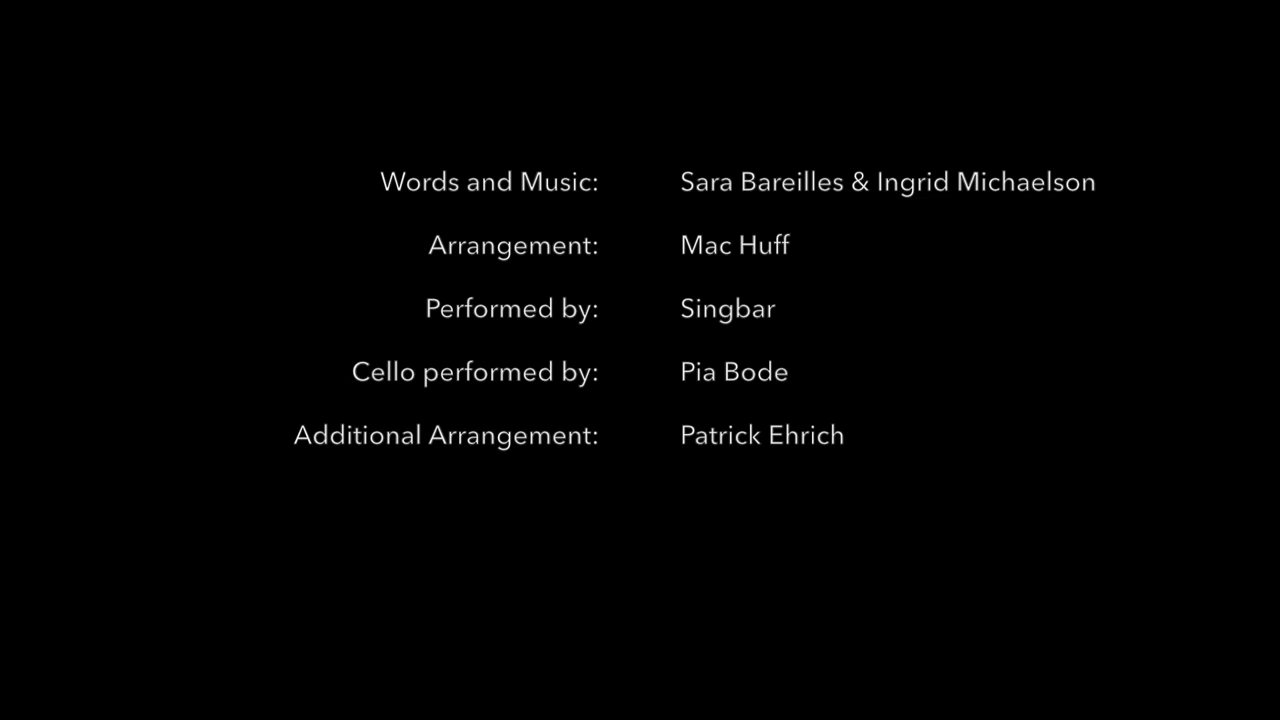 Words and Music: Sara Bareilles & Ingrid Michaelson
Arrangement: Mac Huff
Performed by: Singbar
Cello performed by: Pia Bode
Additional Arrangement: Patrick Ehrich